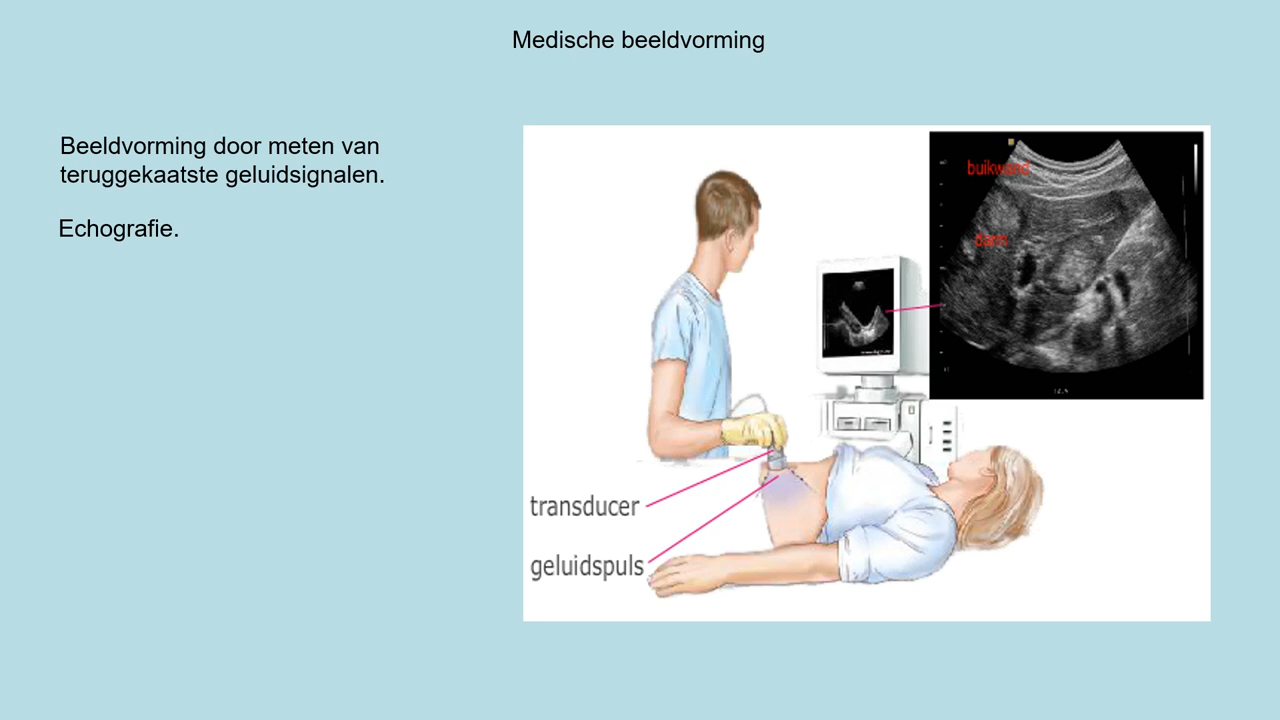 Medische beeldvorming
Beeldvorming door meten van
teruggekaatste geluidsignalen.
Echografie.
buikwand
darm
transducer
geluidspuls